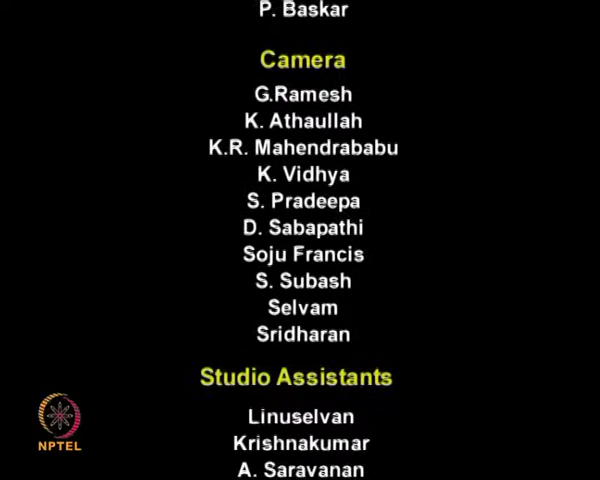 P. Baskar
Camera
G.Ramesh
K. Athaullah
K.R. Mahendrababu
K. Vidhya
S. Pradeepa
D. Sabapathi
Soju Francis
S. Subash
Selvam
Sridharan
Studio Assistants
Linuselvan
Krishnakumar
A. Saravanan
NPTEL